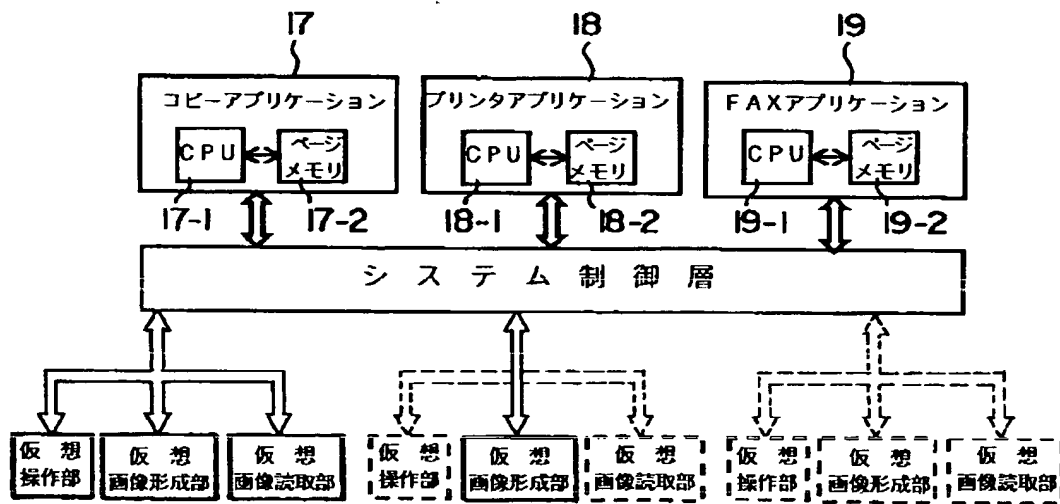 17
18
19
コピーアプリケーション
プリンタアプリケーション
FAXアプリケーション
CPU
ページ
メモリ
CPU
ページ
メモリ
CPU
ページ
メモリ
17-1
17-2
18-1
18-2
19-1
19-2
システム制御層
仮想
操作部
仮想
画像形成部
仮想
画像読取部
仮想
操作部
仮想
画像形成部
仮想
画像読取部
仮想
操作部
仮想
画像形成部
仮想
画像読取部